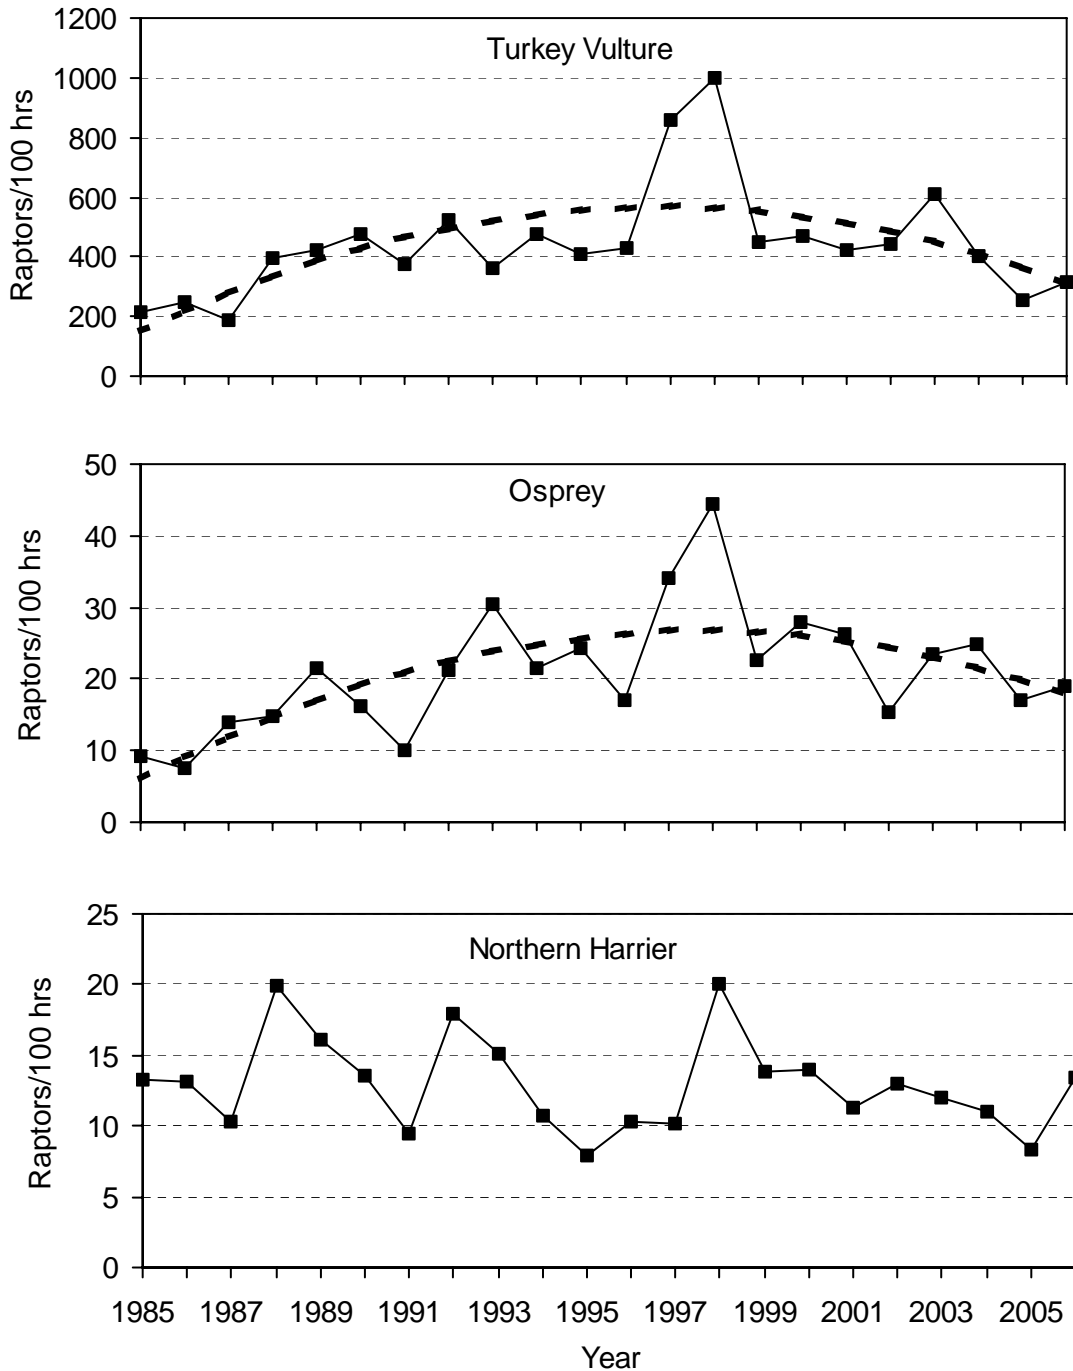 Turkey Vulture
Raptors/100 hrs
1200
1000
800
600
400
200
0
Osprey
Raptors/100 hrs
50
40
30
20
10
0
Northern Harrier
Raptors/100 hrs
25
20
15
10
5
0
1985 1987 1989 1991 1993 1995 1997 1999 2001 2003 2005
Year